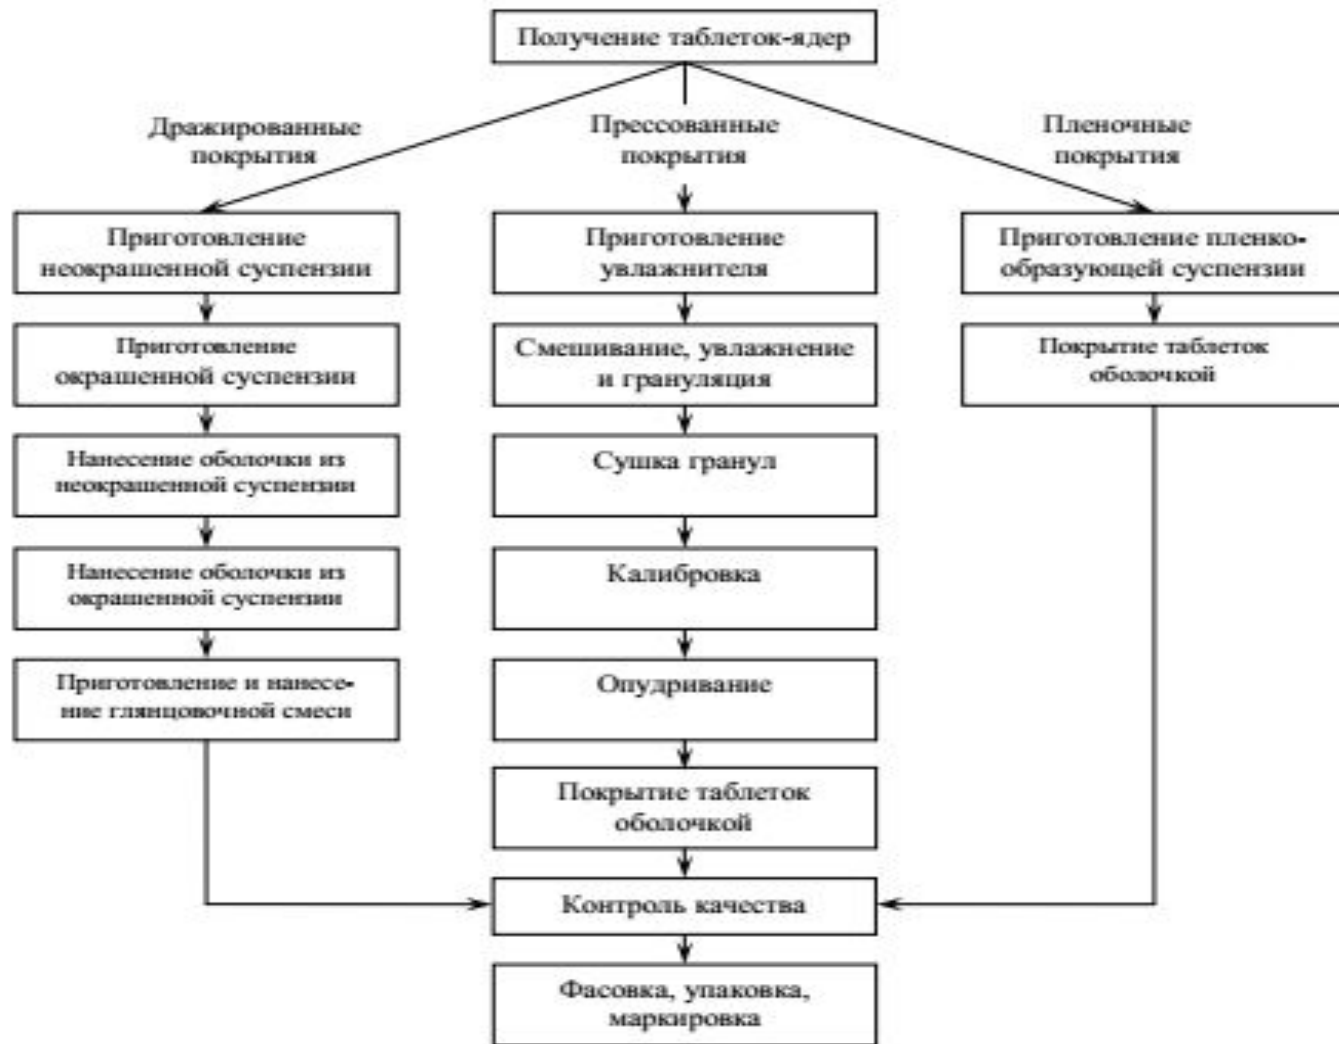 Получение таблеток-ядер
Дражированные
покрытия
Прессованные
покрытия
Пленочные
покрытия
Приготовление
неокрашенной суспензии
Приготовление
увлажнителя
Приготовление пленко-
образующей суспензии
Приготовление
окрашенной суспензии
Смешивание, увлажнение
и грануляция
Покрытие таблеток
оболочкой
Нанесение оболочки из
неокрашенной суспензии
Сушка гранул
Нанесение оболочки из
окрашенной суспензии
Калибровка
Приготовление и нанесе-
ние глянцовочной смеси
Опудривание
Покрытие таблеток
оболочкой
Контроль качества
Фасовка, упаковка,
маркировка